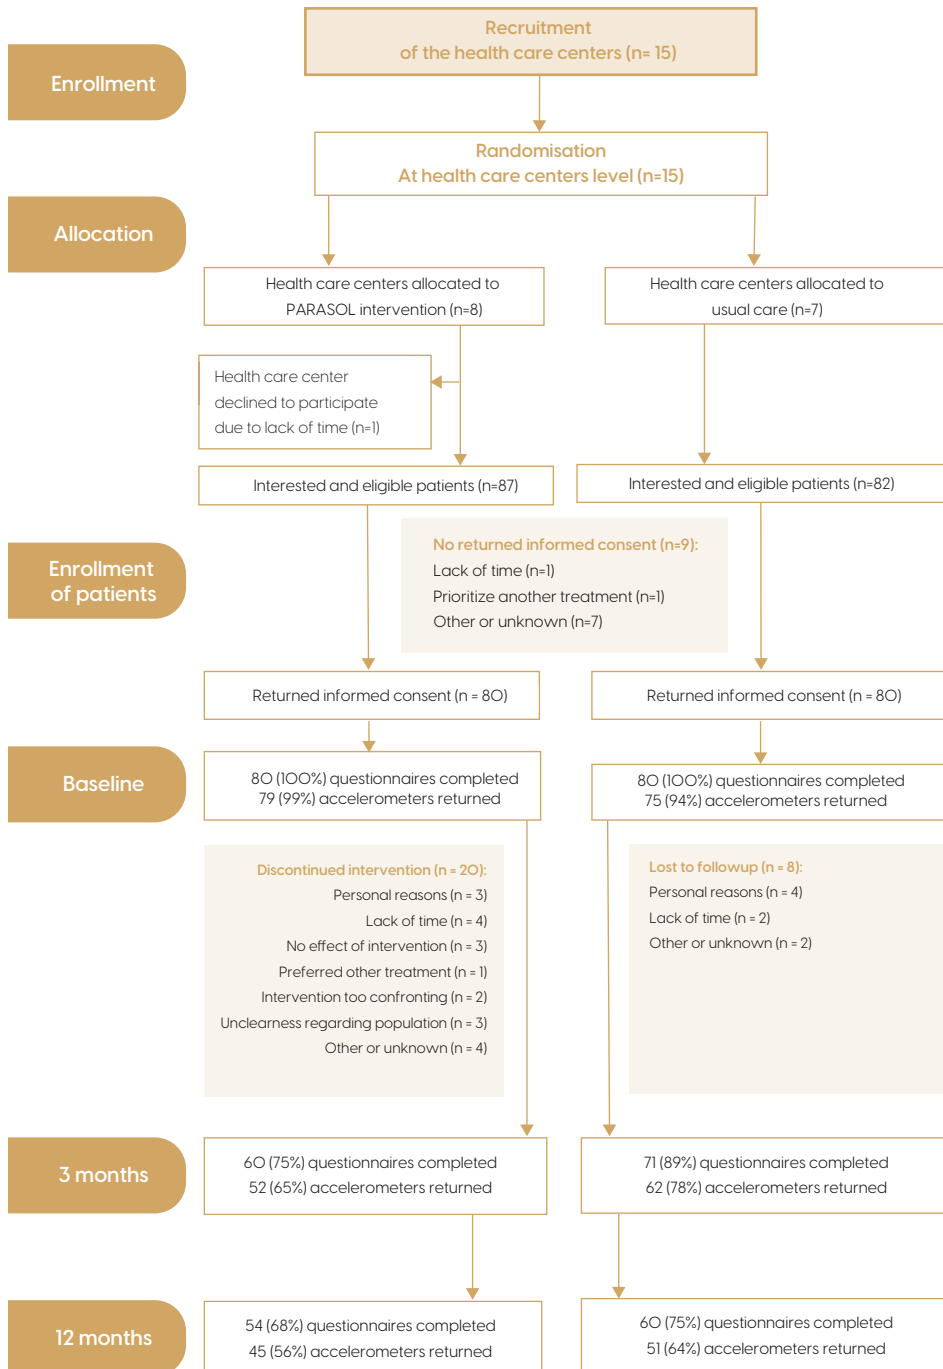 Enrollment
Recruitment
of the health care centers (n= 15)
Randomisation
At health care centers level (n=15)
Allocation
Health care centers allocated to
PARASOL intervention (n=8)
Health care centers allocated to
usual care (n=7)
Health care center
declined to participate
due to lack of time (n=1)
Interested and eligible patients (n=87)
Interested and eligible patients (n=82)
Enrollment
of patients
No returned informed consent (n=9):
Lack of time (n=1)
Prioritize another treatment (n=1)
Other or unknown (n=7)
Returned informed consent (n = 80)
Returned informed consent (n = 80)
Baseline
80 (100%) questionnaires completed
79 (99%) accelerometers returned
80 (100%) questionnaires completed
75 (94%) accelerometers returned
Discontinued intervention (n = 20):
Personal reasons (n = 3)
Lack of time (n = 4)
No effect of intervention (n = 3)
Preferred other treatment (n = 1)
Intervention too confronting (n = 2)
Unclearness regarding population (n = 3)
Other or unknown (n = 4)
Lost to followup (n = 8):
Personal reasons (n = 4)
Lack of time (n = 2)
Other or unknown (n = 2)
3 months
60 (75%) questionnaires completed
52 (65%) accelerometers returned
71 (89%) questionnaires completed
62 (78%) accelerometers returned
12 months
54 (68%) questionnaires completed
45 (56%) accelerometers returned
60 (75%) questionnaires completed
51 (64%) accelerometers returned